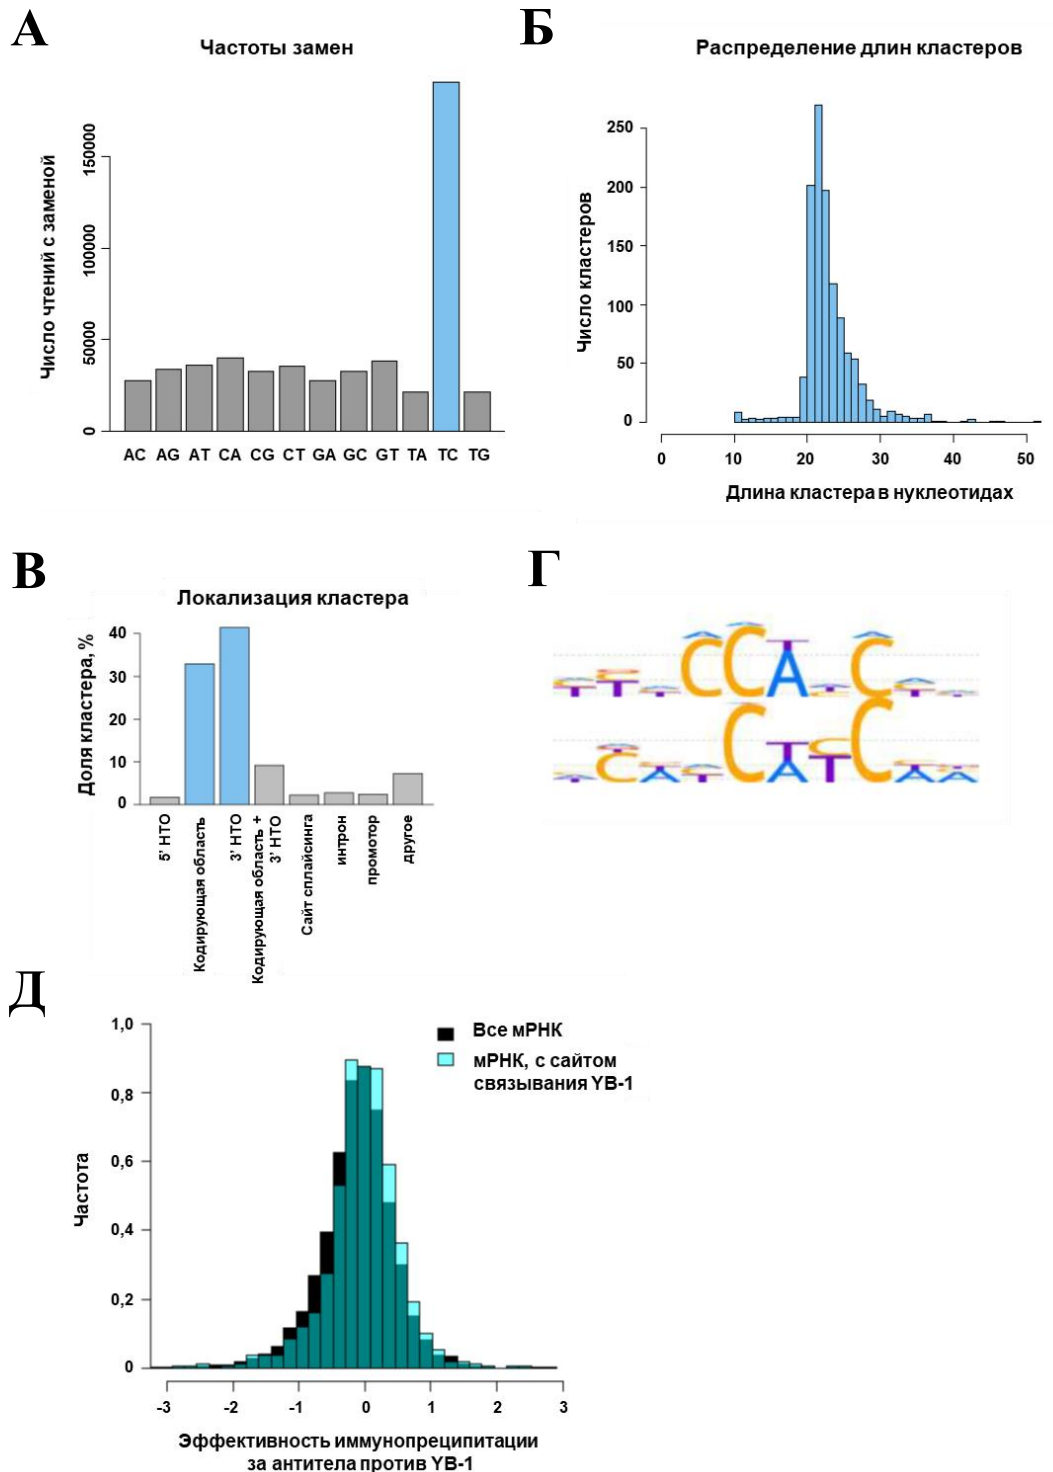 А
Частоты замен
Число чтений с заменой
150000
100000
50000
0
AC AG AT CA CG CT GA GC GT TA TC TG
Б
Распределение длин кластеров
Число кластеров
250
200
150
100
50
0
0 10 20 30 40 50
Длина кластера в нуклеотидах
В
Локализация кластера
Доля кластера, %
40
30
20
10
0
5' НТО
Кодирующая область
3' НТО
Кодирующая область +
3' НТО
Сайт сплайсинга
интрон
промотор
другое
Г
Д
Все мРНК
мРНК, с сайтом
связывания YB-1
Частота
1,0
0,8
0,6
0,4
0,2
0
-3 -2 -1 0 1 2 3
Эффективность иммунопреципитации
за антитела против YB-1